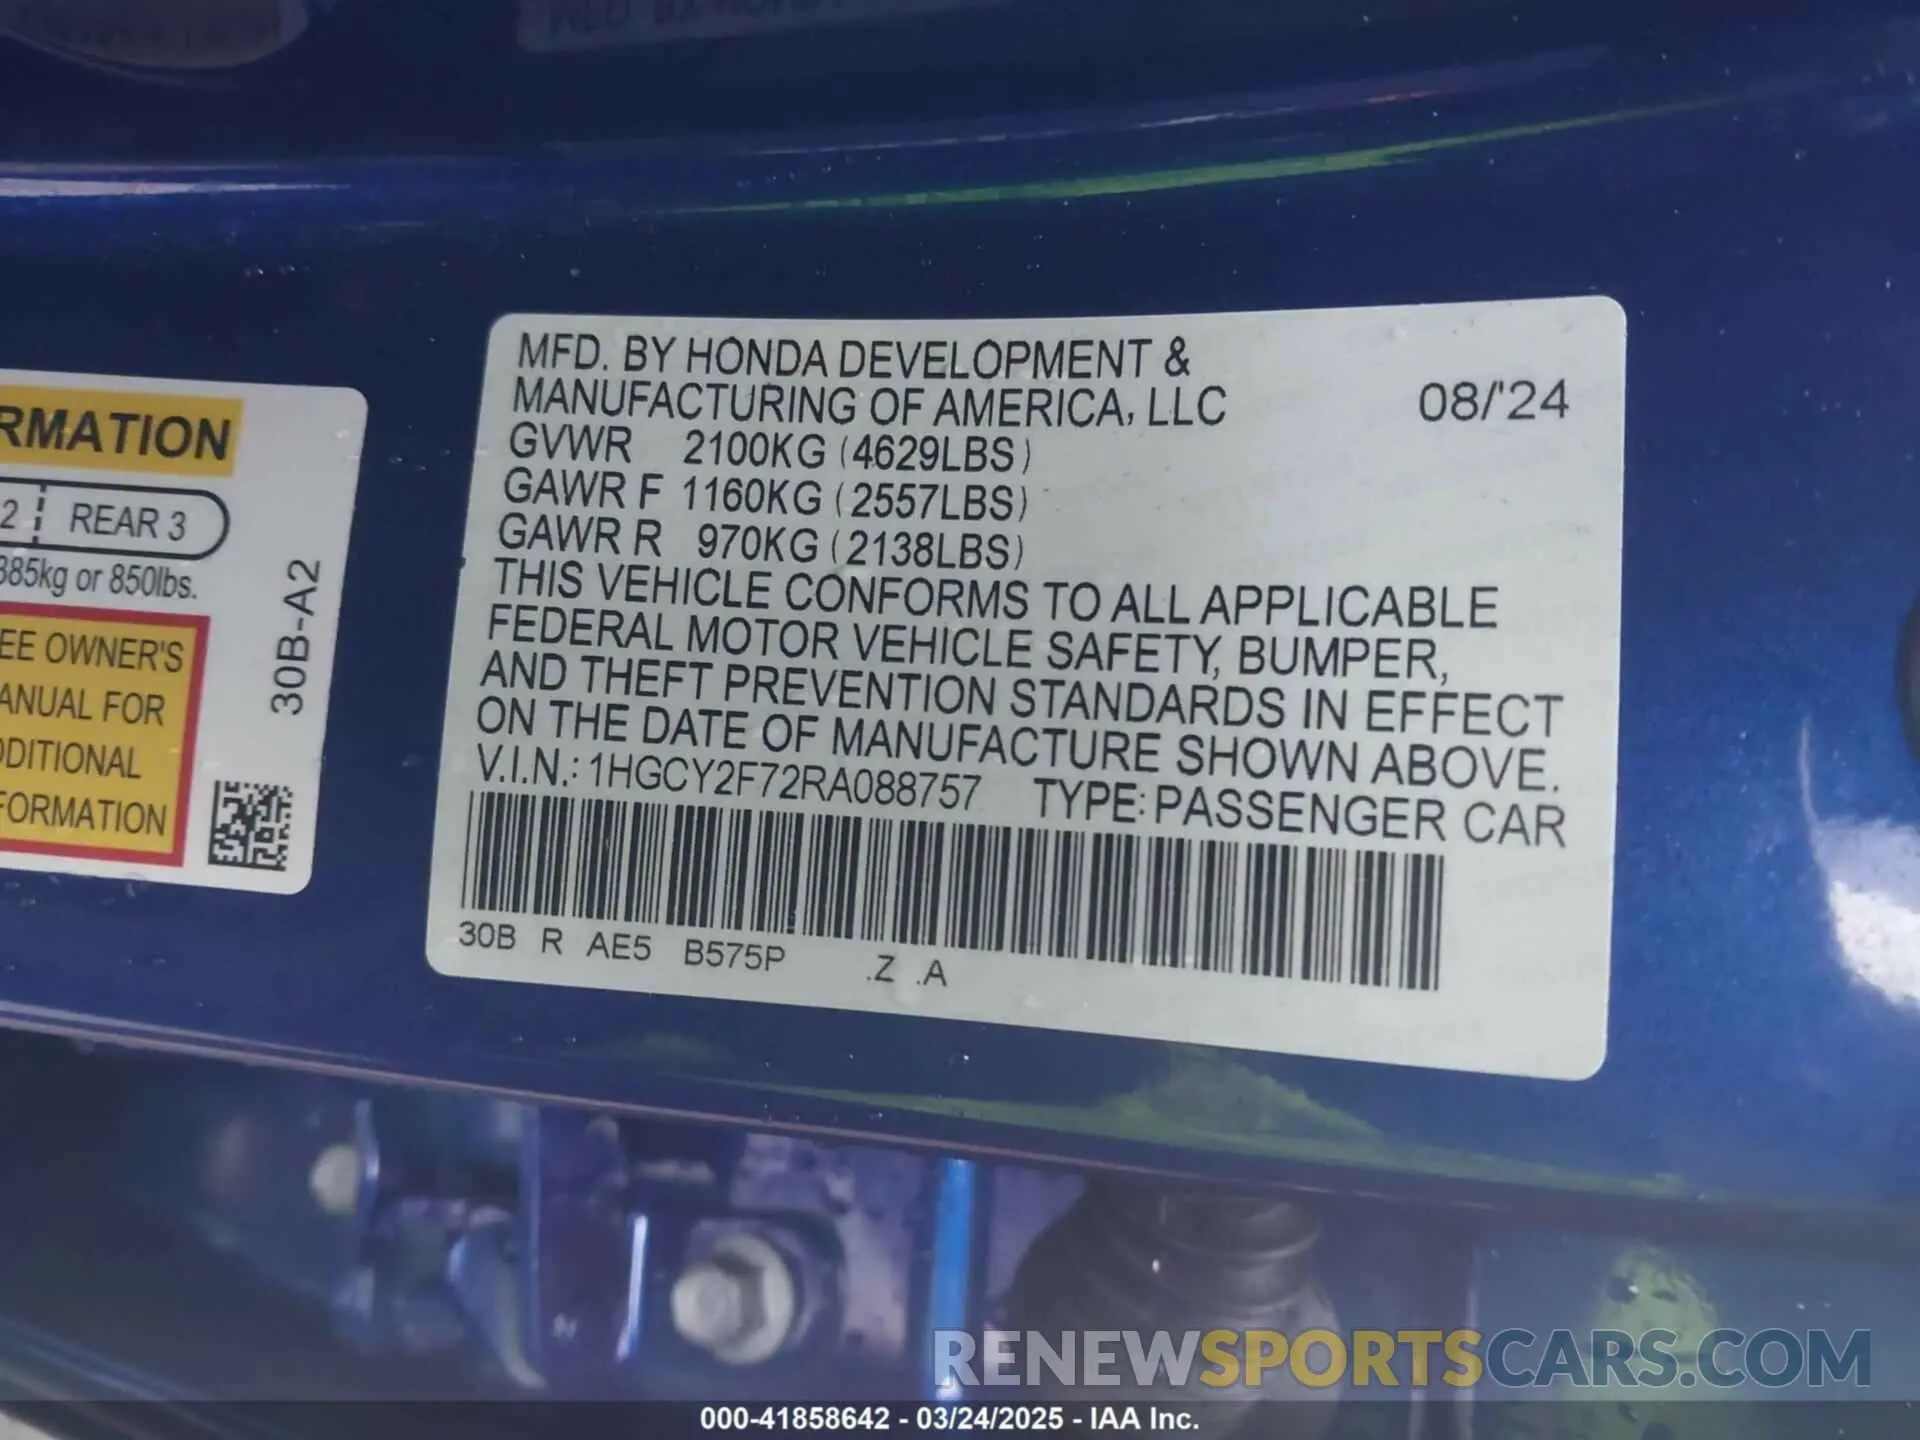 RMATION
2 REAR 3
385kg or 850lbs.
EE OWNER'S
ANUAL FOR
DDITIONAL
FORMATION
30B-A2
MFD. BY HONDA DEVELOPMENT &
MANUFACTURING OF AMERICA, LLC 08/'24
GVWR 2100KG (4629LBS)
GAWR F 1160KG (2557LBS)
GAWR R 970KG (2138LBS)
THIS VEHICLE CONFORMS TO ALL APPLICABLE
FEDERAL MOTOR VEHICLE SAFETY, BUMPER,
AND THEFT PREVENTION STANDARDS IN EFFECT
ON THE DATE OF MANUFACTURE SHOWN ABOVE.
V.I.N.: 1HGCY2F72RA088757 TYPE: PASSENGER CAR
30B R AE5 B575P .Z .A
RENEWSPORTSCARS.COM
000-41858642 - 03/24/2025 - IAA Inc.